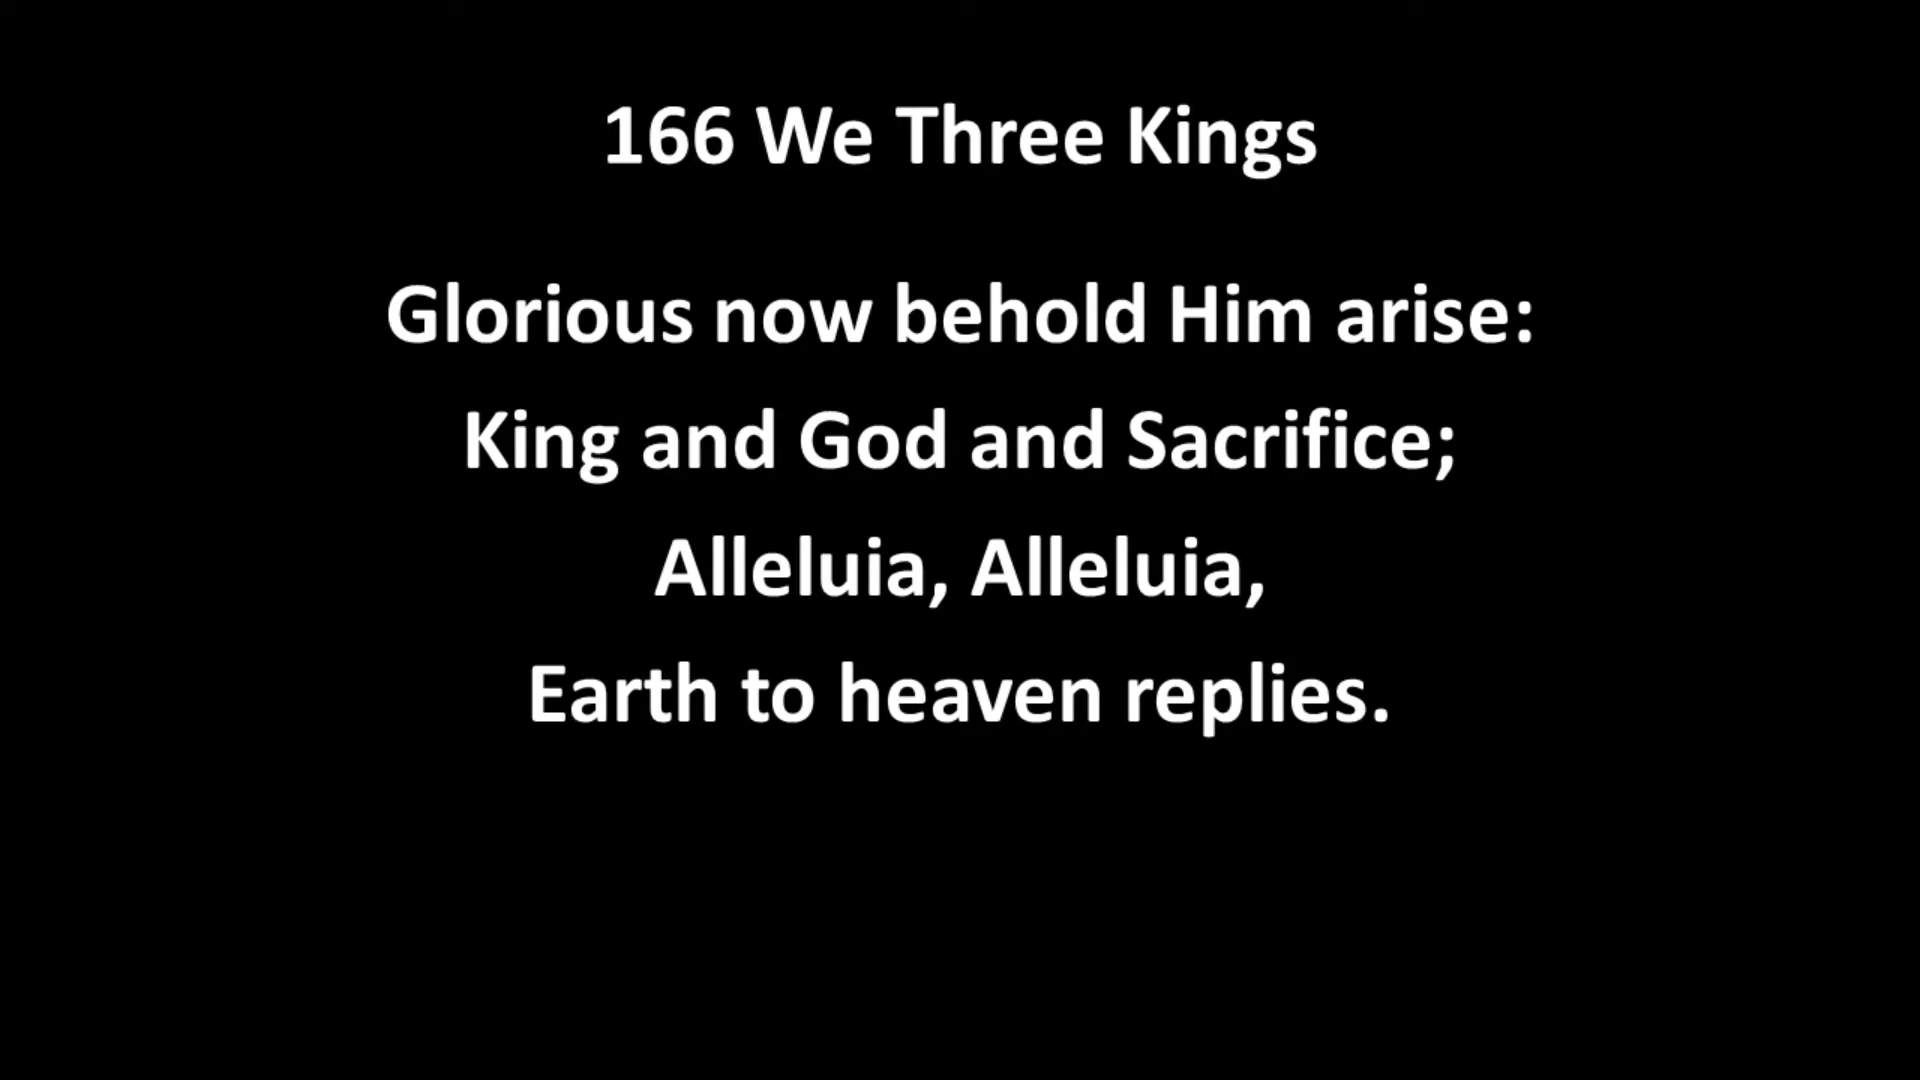 166 We Three Kings
Glorious now behold Him arise:
King and God and Sacrifice;
Alleluia, Alleluia,
Earth to heaven replies.